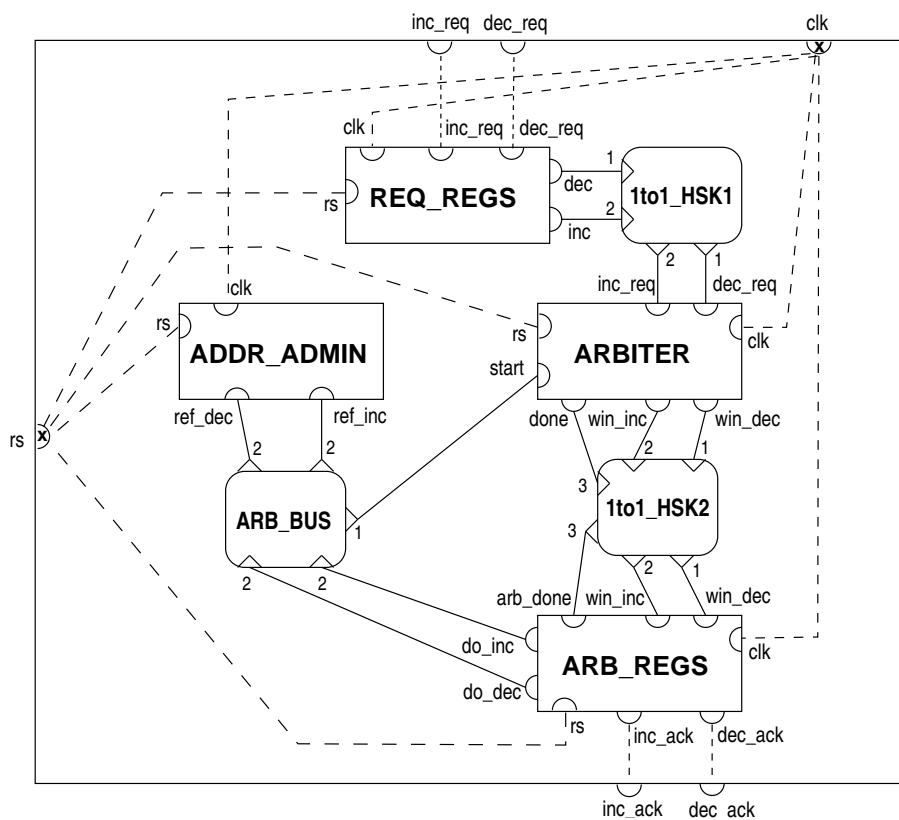 inc_req dec_req clk
x
clk inc_req dec_req
1
dec
REQ_REGS 1to1_HSK1
rs
2
inc
2 1
inc_req dec_req
clk
rs rs clk
ADDR_ADMIN ARBITER
start
ref_dec ref_inc done win_inc win_dec
rs x
2 2 2 1
3
ARB_BUS 1to1_HSK2
1 3
2 2 2 1
arb_done win_inc win_dec
do_inc clk
ARB_REGS
do_dec
rs
inc_ack dec_ack
inc_ack dec_ack